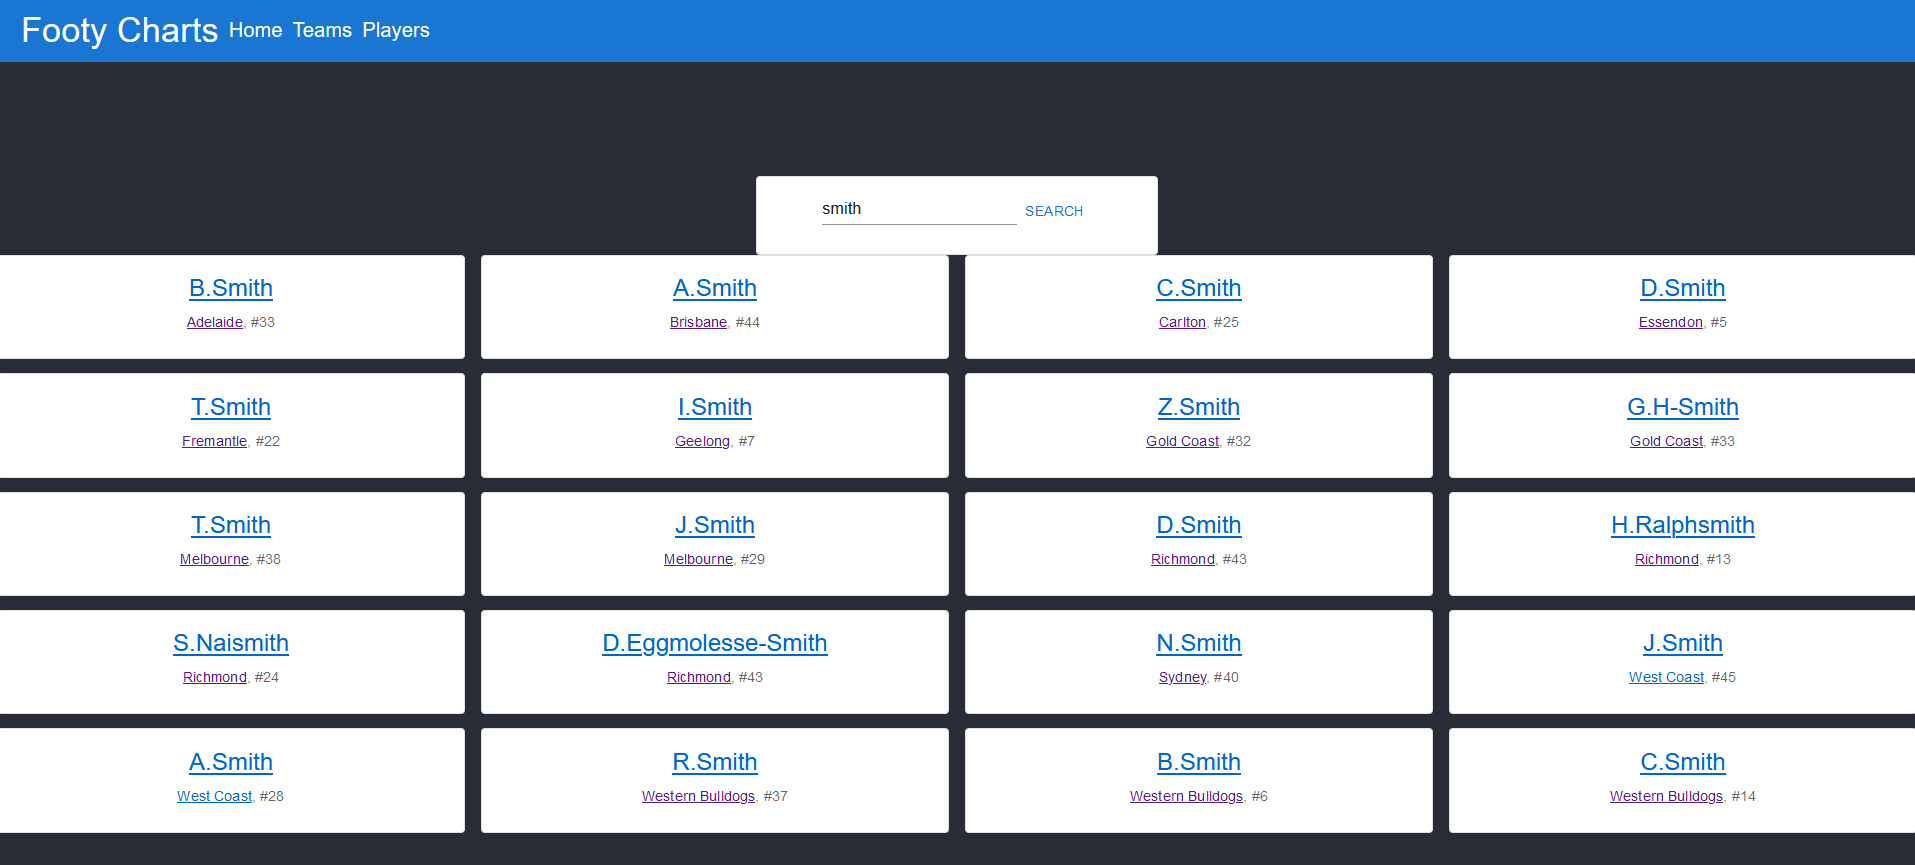 Footy Charts Home Teams Players
smith SEARCH
B.Smith A.Smith C.Smith D.Smith
Adelaide, #33 Brisbane, #44 Carlton, #25 Essendon, #5
T.Smith I.Smith Z.Smith G.H-Smith
Fremantle, #22 Geelong, #7 Gold Coast, #32 Gold Coast, #33
T.Smith J.Smith D.Smith H.Ralphsmith
Melbourne, #38 Melbourne, #29 Richmond, #43 Richmond, #13
S.Naismith D.Eggmolesse-Smith N.Smith J.Smith
Richmond, #24 Richmond, #43 Sydney, #40 West Coast, #45
A.Smith R.Smith B.Smith C.Smith
West Coast, #28 Western Bulldogs, #37 Western Bulldogs, #6 Western Bulldogs, #14